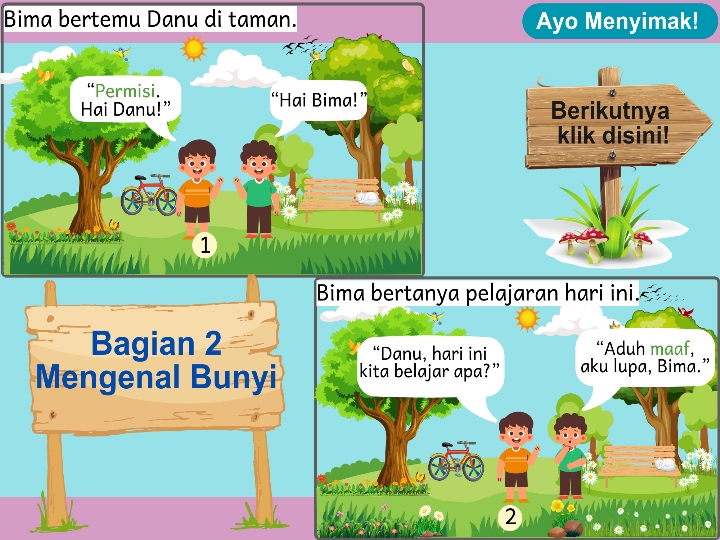 Bima bertemu Danu di taman.
Ayo Menyimak!
“Permisi.
Hai Danu!”
“Hai Bima!”
1
Berikutnya
klik disini!
Bagian 2
Mengenal Bunyi
Bima bertanya pelajaran hari ini.
“Danu, hari ini
kita belajar apa?”
“Aduh maaf,
aku lupa, Bima.”
2